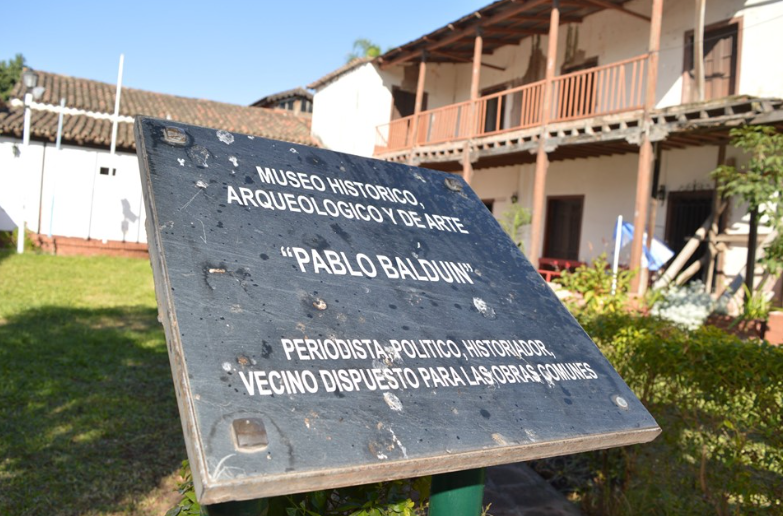 MUSEO HISTORICO,
ARQUEOLOGICO Y DE ARTE
“PABLO BALDUIN”
PERIODISTA, POLITICO, HISTORIADOR,
VECINO DISPUESTO PARA LAS OBRAS COMUNES